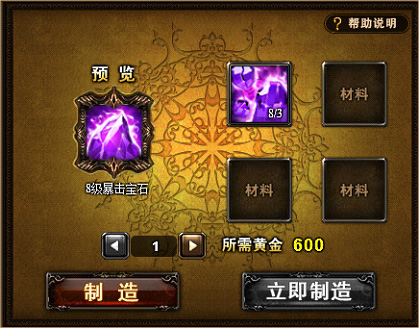 ? 帮助说明
预 览
8/3
材料
8级暴击宝石
材料
材料
1
所需黄金 600
制 造
立即制造